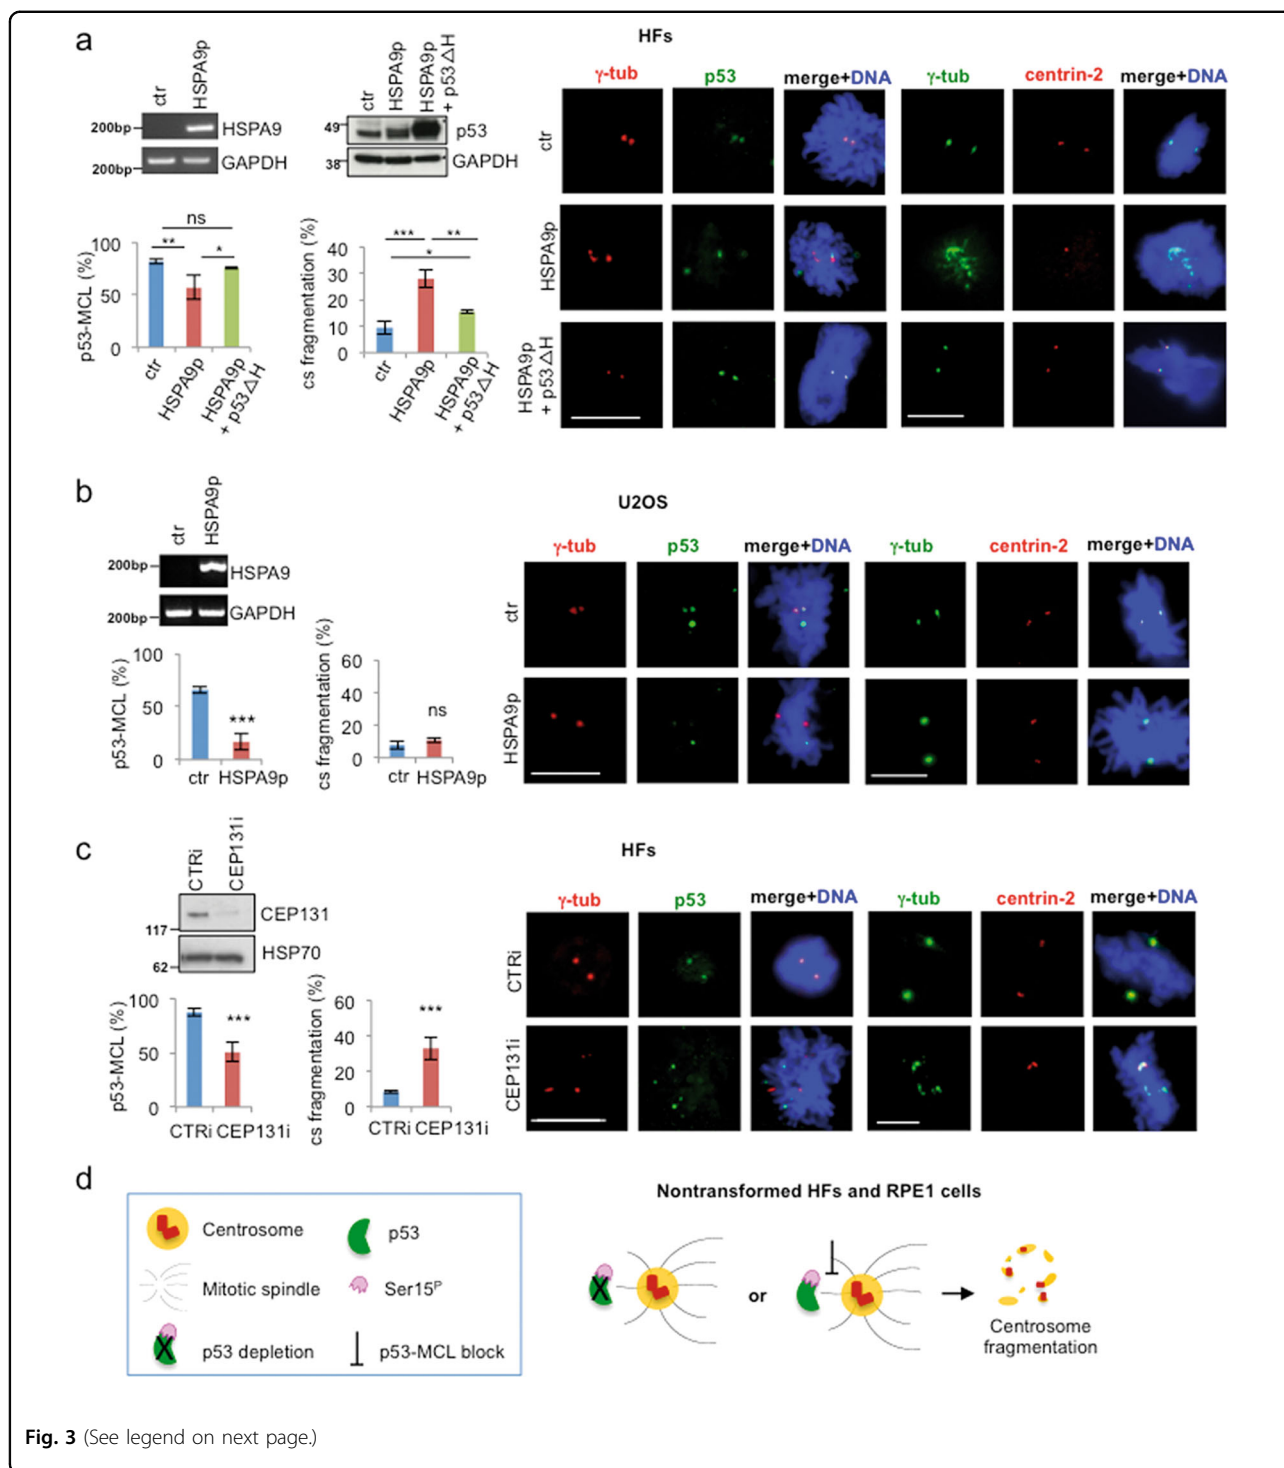 a
HFs
ctr
HSPA9p
200bp
HSPA9
200bp
GAPDH
ctr
HSPA9p
HSPA9p
+ p53ΔH
49
p53
38
GAPDH
p53-MCL (%)
100
50
0
ns
**
*
ctr
HSPA9p
HSPA9p
+ p53ΔH
cs fragmentation (%)
40
30
20
10
0
***
**
*
ctr
HSPA9p
HSPA9p
+ p53ΔH
γ-tub
p53
merge+DNA
γ-tub
centrin-2
merge+DNA
ctr
HSPA9p
HSPA9p
+ p53ΔH
b
U2OS
ctr
HSPA9p
200bp
HSPA9
200bp
GAPDH
p53-MCL (%)
100
50
0
***
ctr
HSPA9p
cs fragmentation (%)
60
40
20
0
ns
ctr
HSPA9p
γ-tub
p53
merge+DNA
γ-tub
centrin-2
merge+DNA
ctr
HSPA9p
c
HFs
CTRi
CEP131i
117
CEP131
62
HSP70
p53-MCL (%)
100
50
0
***
CTRi CEP131i
cs fragmentation (%)
60
40
20
0
***
CTRi CEP131i
γ-tub
p53
merge+DNA
γ-tub
centrin-2
merge+DNA
CTRi
CEP131i
d
Centrosome
p53
Mitotic spindle
Ser15ᴾ
p53 depletion
p53-MCL block
Nontransformed HFs and RPE1 cells
or
Centrosome
fragmentation
Fig. 3 (See legend on next page.)